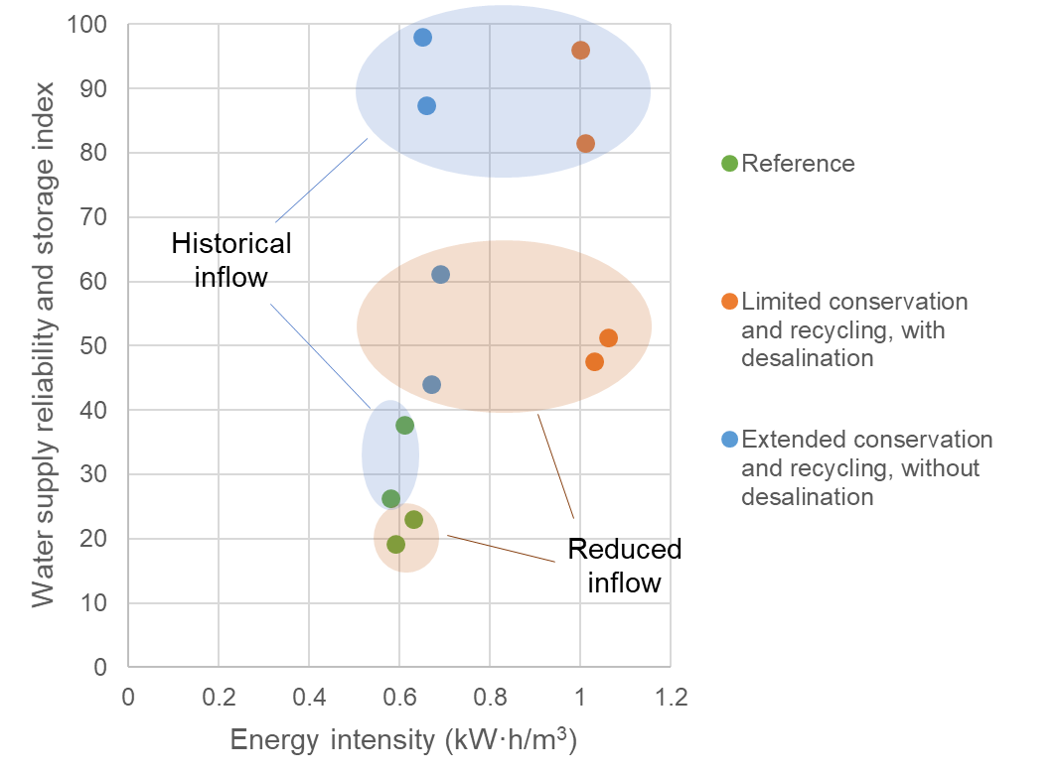 100
90
80
70
60
50
40
30
20
10
0
0
0.2
0.4
0.6
0.8
1
1.2
Water supply reliability and storage index
Energy intensity (kW·h/m³)
Historical
inflow
Reduced
inflow
Reference
Limited conservation
and recycling, with
desalination
Extended conservation
and recycling, without
desalination